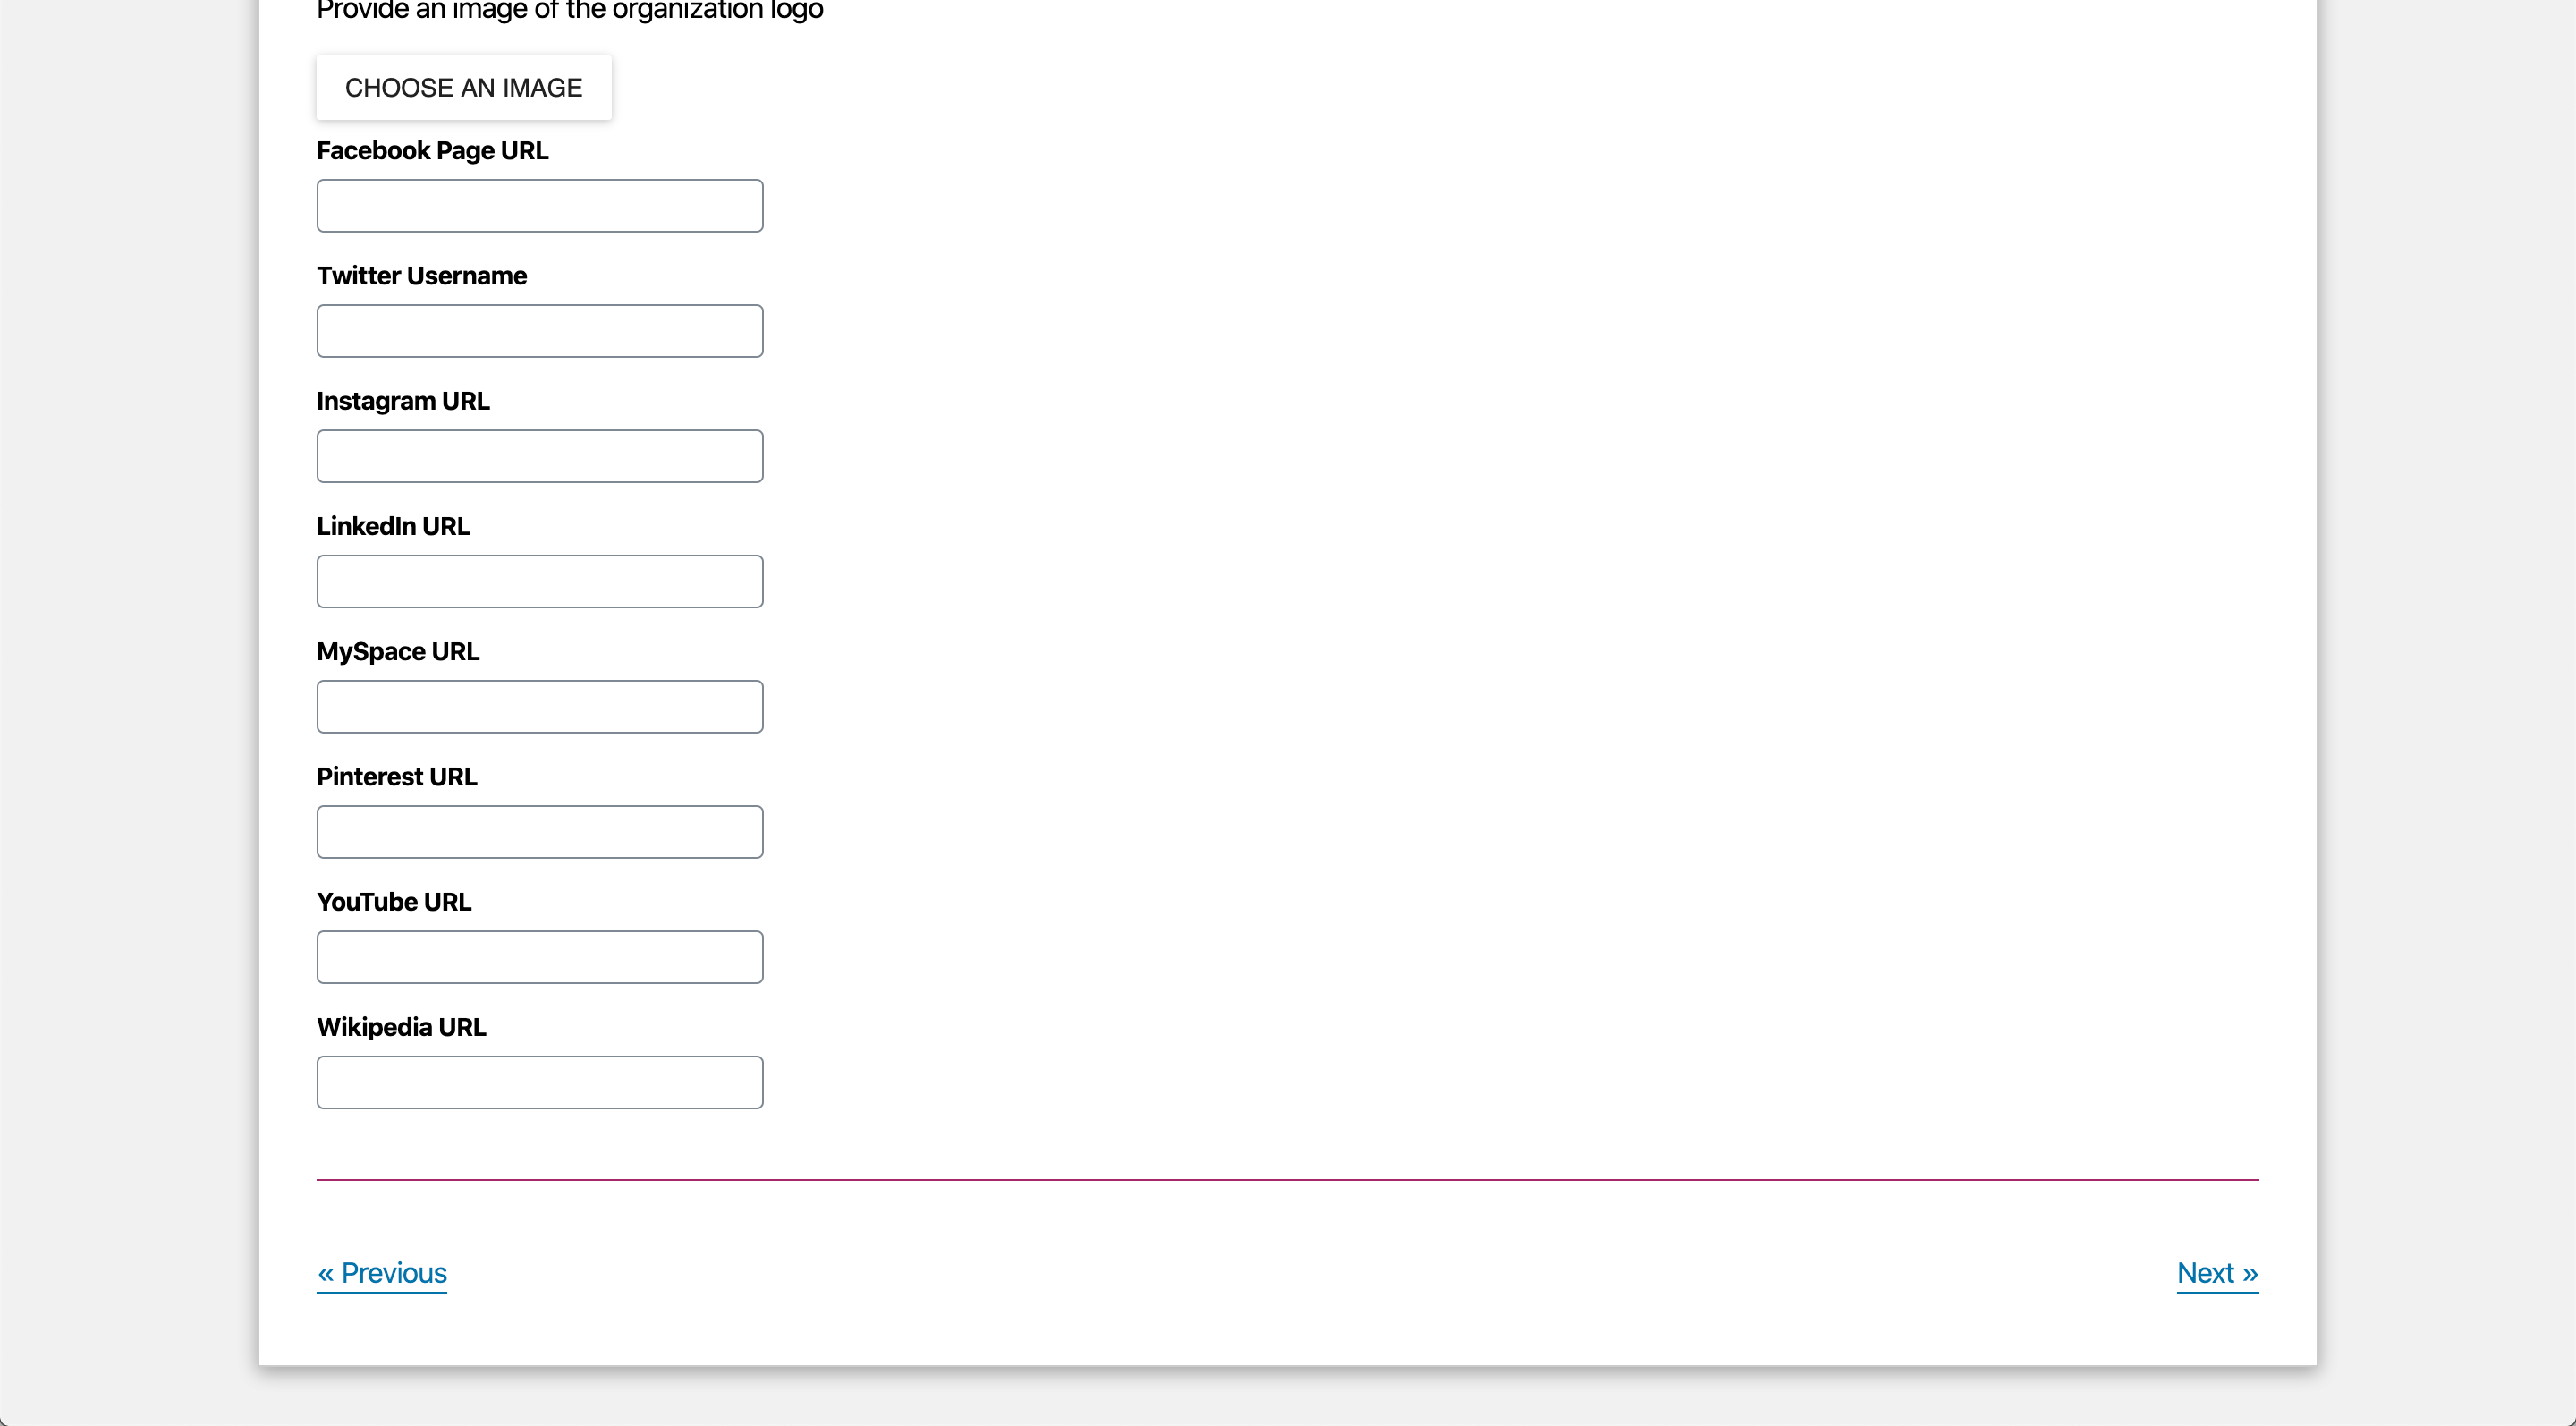 Provide an image of the organization logo
CHOOSE AN IMAGE
Facebook Page URL
Twitter Username
Instagram URL
LinkedIn URL
MySpace URL
Pinterest URL
YouTube URL
Wikipedia URL
« Previous
Next »